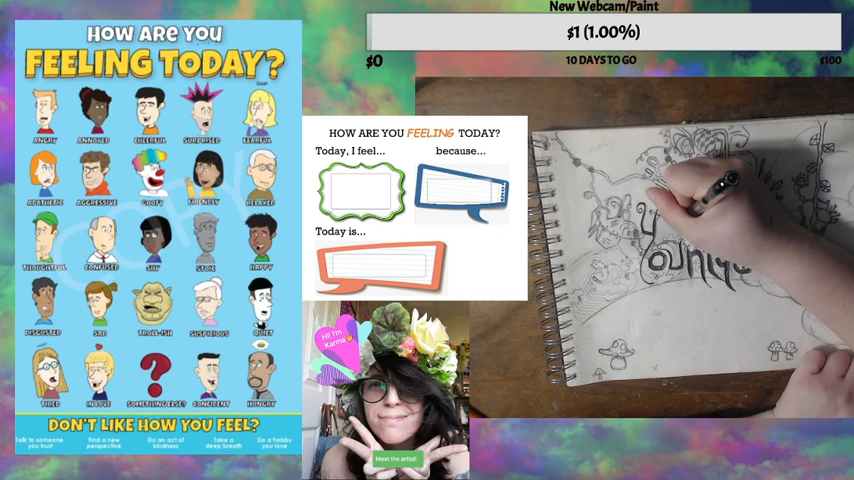 New Webcam/Paint
$1 (1.00%)
$0
10 DAYS TO GO
$100
HOW ARE YOU
FEELING TODAY?
ANGRY
ANNOYED
CHEERFUL
SURPRISED
FEARFUL
APATHETIC
AGGRESSIVE
GOOFY
FRIENDLY
RELAXED
THOUGHTFUL
CONFUSED
SHY
STOIC
HAPPY
DISGUSTED
SAD
TROLL-ISH
SUSPICIOUS
QUIET
TIRED
IN LOVE
SOMETHING ELSE?
CONFIDENT
HUNGRY
COPY
DON'T LIKE HOW YOU FEEL?
Talk to someone
you trust
Find a new
perspective
Do an act of
kindness
Take a
deep breath
Do a hobby
you love
HOW ARE YOU FEELING TODAY?
Today, I feel...
because...
Today is...
Hi! I'm
Karma
Meet the artist!